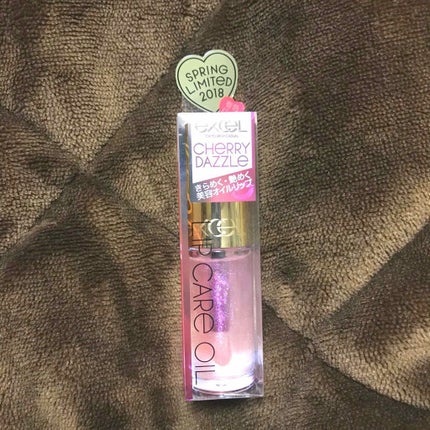 SPRING
LIMITED
2018
excel
CHERRY
DAZZLE
きらめく・艶めく
美容オイルリップ
LIP CARE OIL